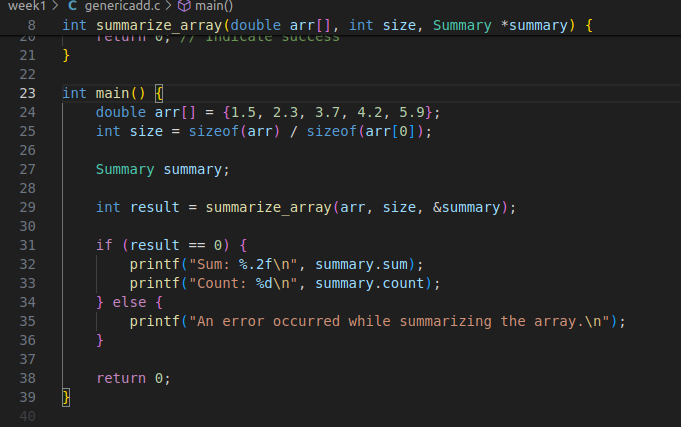 week1 > C genericadd.c > main()
8 int summarize_array(double arr[], int size, Summary *summary) {
20 return 0; // indicate success
21 }
22
23 int main() {
24 double arr[] = {1.5, 2.3, 3.7, 4.2, 5.9};
25 int size = sizeof(arr) / sizeof(arr[0]);
26
27 Summary summary;
28
29 int result = summarize_array(arr, size, &summary);
30
31 if (result == 0) {
32 printf("Sum: %.2f\n", summary.sum);
33 printf("Count: %d\n", summary.count);
34 } else {
35 printf("An error occurred while summarizing the array.\n");
36 }
37
38 return 0;
39 }
40